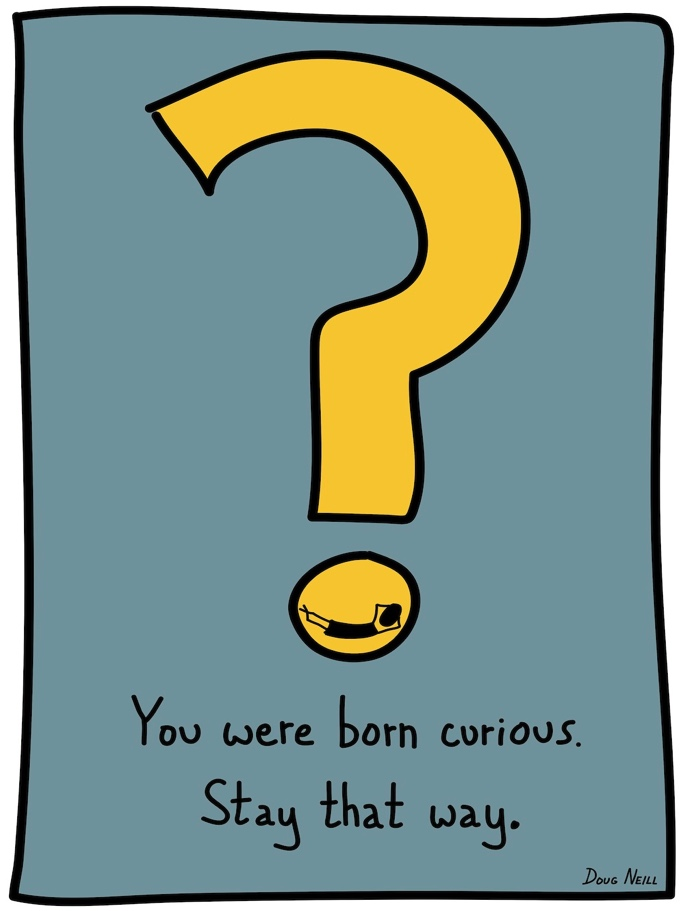 You were born curious.
Stay that way.
Doug Neill